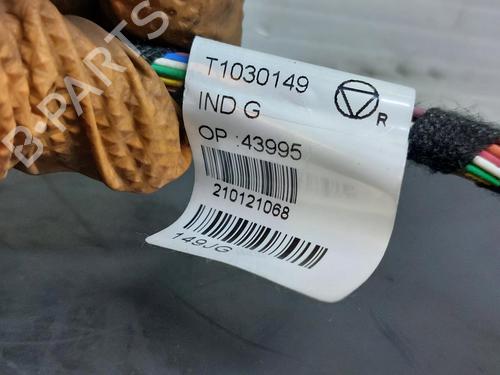 T1030149
IND G
R
OP :43995
210121068
149JG
B-PARTS